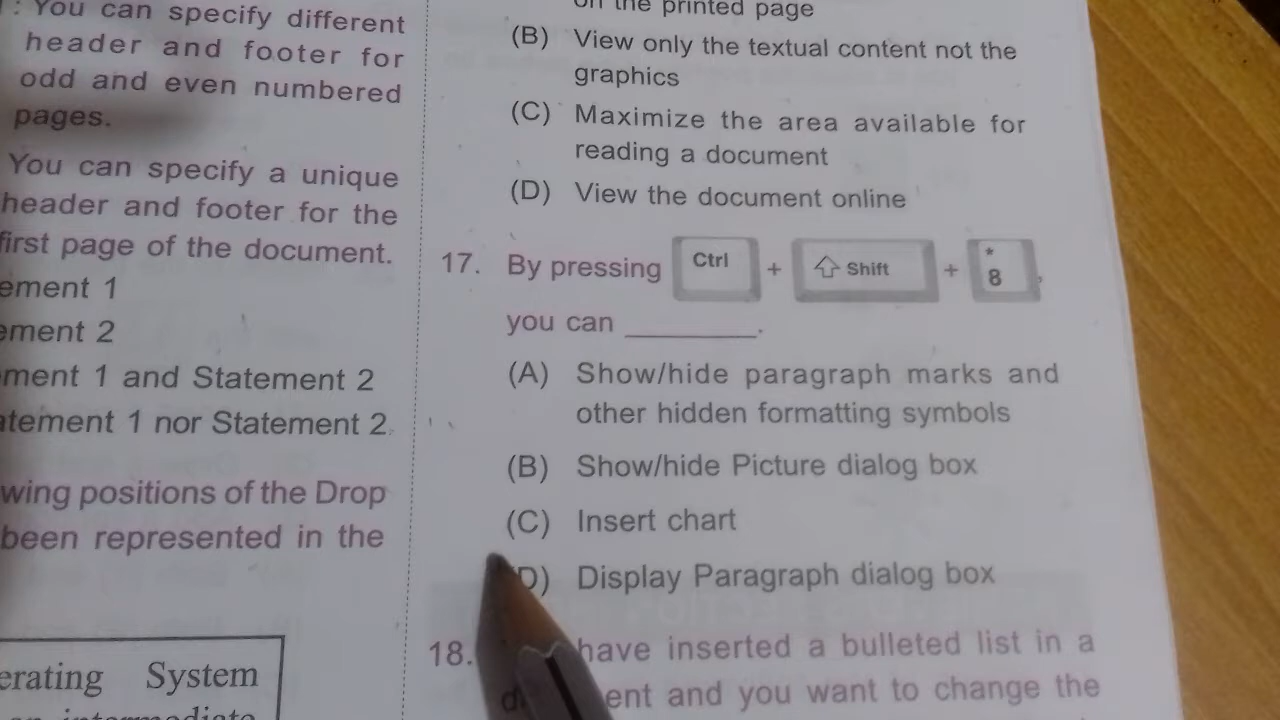 : You can specify different
header and footer for
odd and even numbered
pages.
You can specify a unique
header and footer for the
first page of the document.
ement 1
ement 2
ment 1 and Statement 2
atement 1 nor Statement 2
wing positions of the Drop
been represented in the
erating System
on the printed page
(B) View only the textual content not the
graphics
(C) Maximize the area available for
reading a document
(D) View the document online
17. By pressing Ctrl + Shift + * 8 ,
you can ________.
(A) Show/hide paragraph marks and
other hidden formatting symbols
(B) Show/hide Picture dialog box
(C) Insert chart
(D) Display Paragraph dialog box
18. have inserted a bulleted list in a
ent and you want to change the